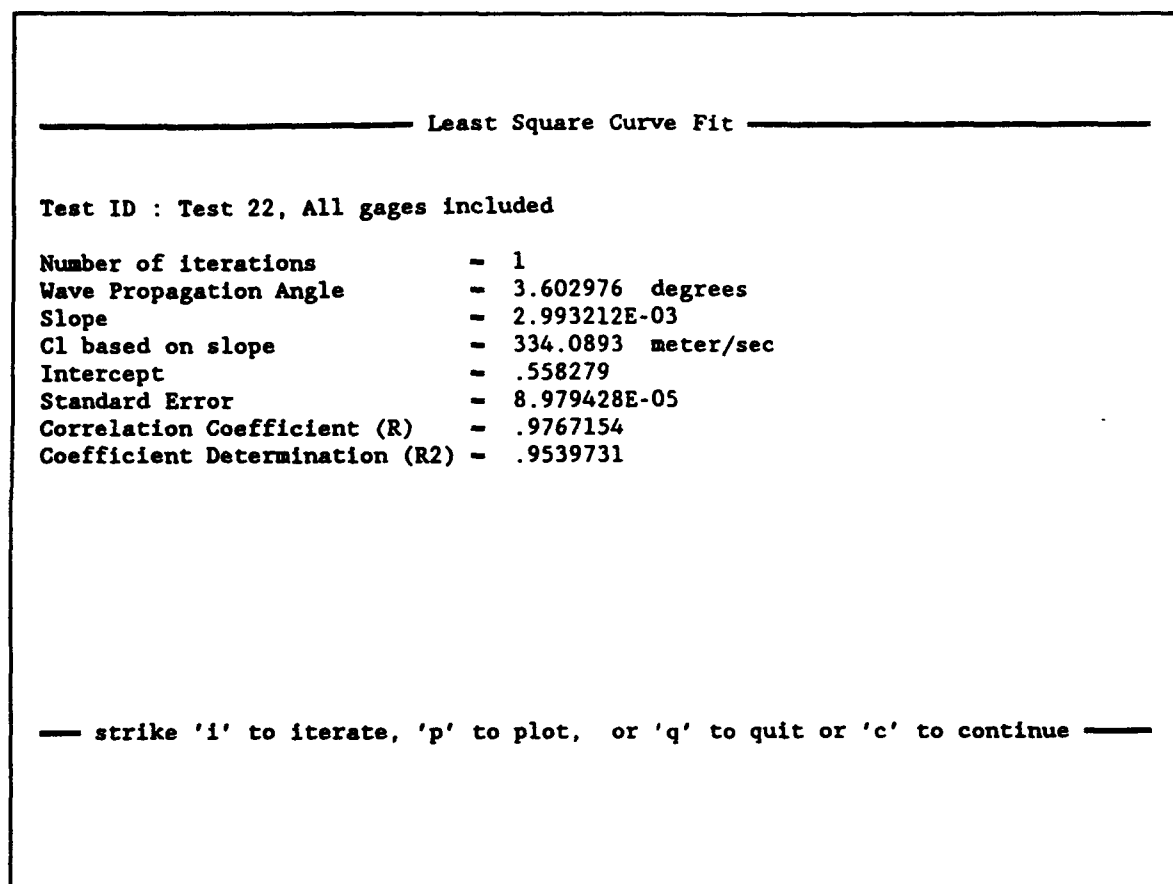 Least Square Curve Fit
Test ID : Test 22, All gages included
Number of iterations = 1
Wave Propagation Angle = 3.602976 degrees
Slope = 2.993212E-03
Cl based on slope = 334.0893 meter/sec
Intercept = .558279
Standard Error = 8.979428E-05
Correlation Coefficient (R) = .9767154
Coefficient Determination (R2) = .9539731
strike 'i' to iterate, 'p' to plot, or 'q' to quit or 'c' to continue